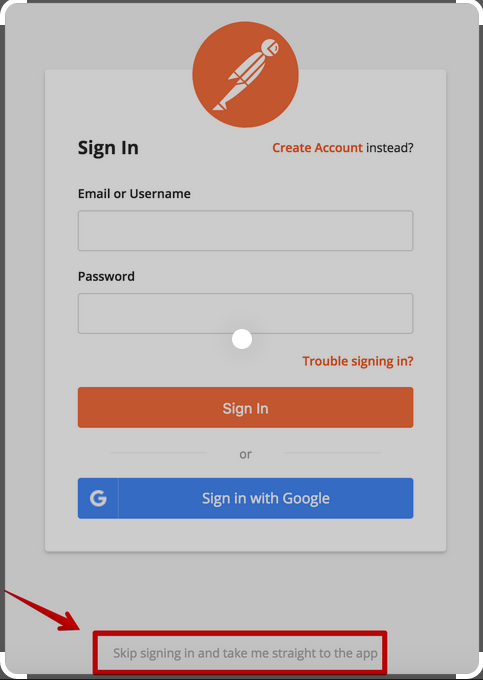 Sign In
Create Account instead?
Email or Username
Password
Trouble signing in?
Sign In
or
G
Sign in with Google
Skip signing in and take me straight to the app